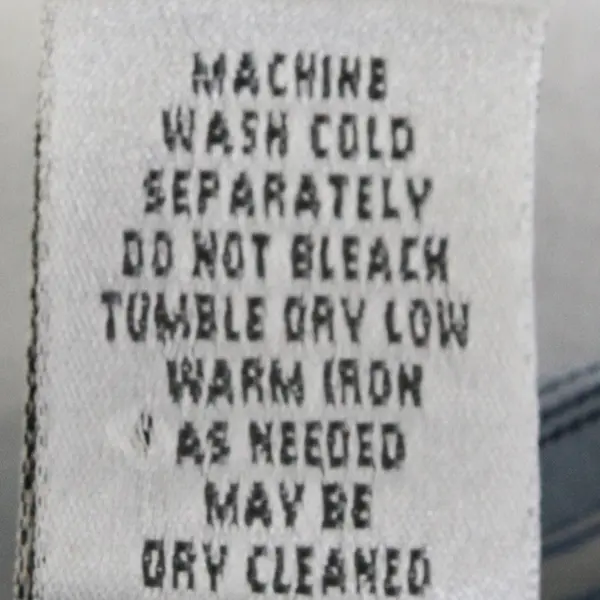 MACHINE
WASH COLD
SEPARATELY
DO NOT BLEACH
TUMBLE DRY LOW
WARM IRON
AS NEEDED
MAY BE
DRY CLEANED